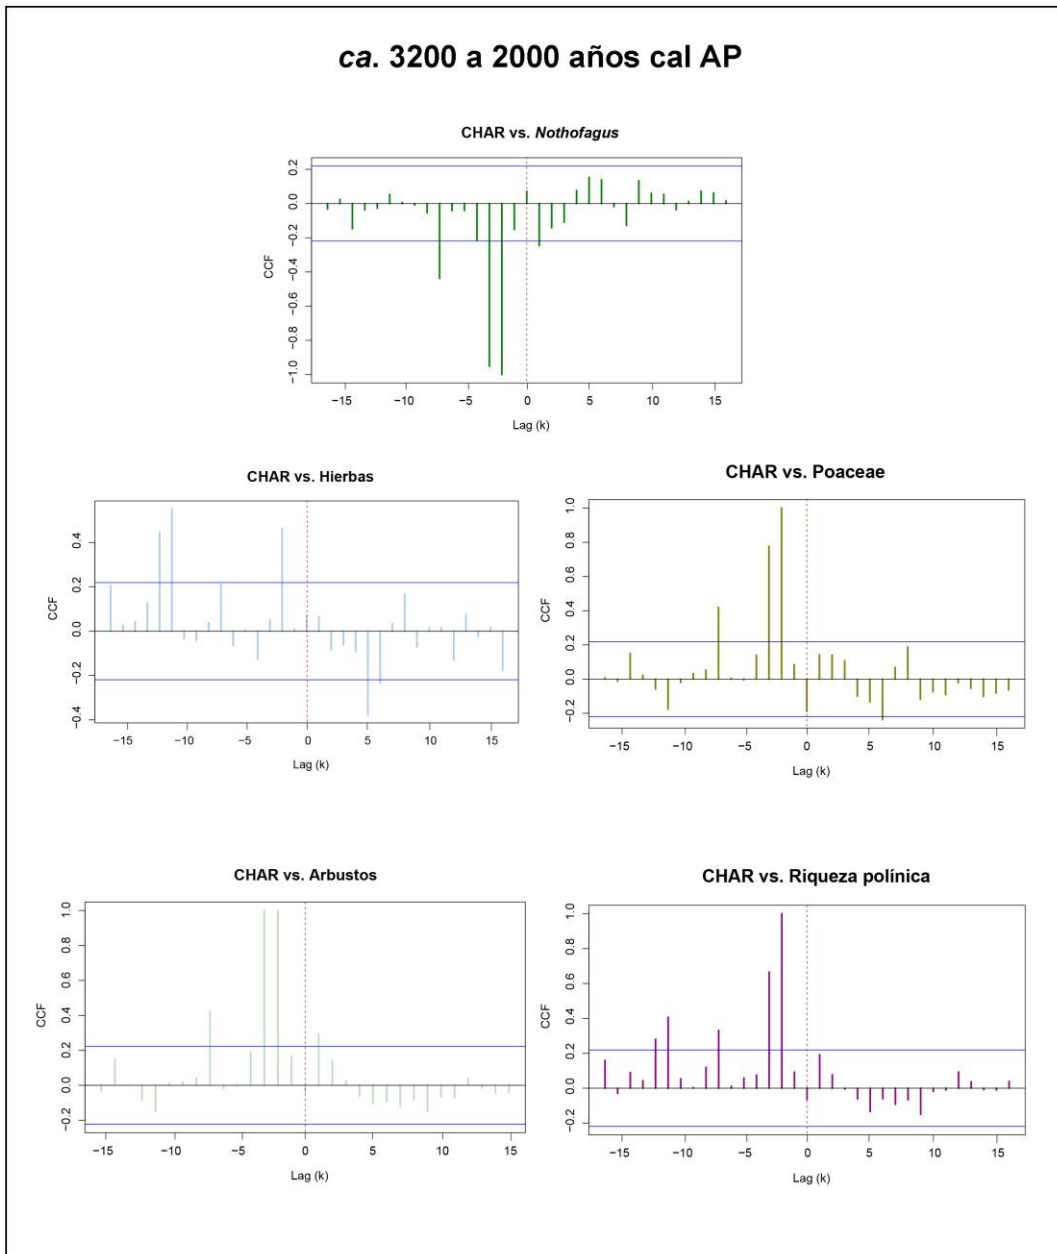 ca. 3200 a 2000 años cal AP
CHAR vs. Nothofagus
CCF
0.2
0.0
−0.2
−0.4
−0.6
−0.8
−1.0
−15 −10 −5 0 5 10 15
Lag (k)
CHAR vs. Hierbas
CCF
0.4
0.2
0.0
−0.2
−0.4
−15 −10 −5 0 5 10 15
Lag (k)
CHAR vs. Poaceae
CCF
1.0
0.8
0.6
0.4
0.2
0.0
−0.2
−15 −10 −5 0 5 10 15
Lag (k)
CHAR vs. Arbustos
CCF
1.0
0.8
0.6
0.4
0.2
0.0
−0.2
−15 −10 −5 0 5 10 15
Lag (k)
CHAR vs. Riqueza polínica
CCF
1.0
0.8
0.6
0.4
0.2
0.0
−0.2
−15 −10 −5 0 5 10 15
Lag (k)